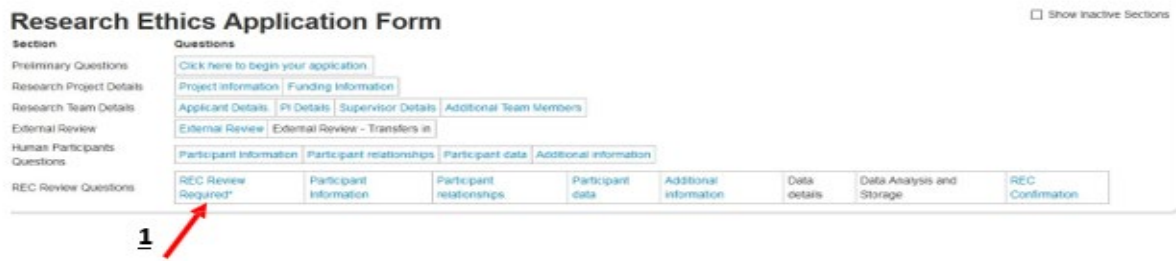 Research Ethics Application Form
Show Inactive Sections
Section Questions
Preliminary Questions Click here to begin your application.
Research Project Details Project Information Funding Information
Research Team Details Applicant Details PI Details Supervisor Details Additional Team Members
External Review External Review External Review - Transfers in
Human Participants
Questions
Participant Information Participant relationships Participant data Additional information
REC Review Questions
REC Review Participant Participant Participant Additional Data Data Analysis and REC
Required* Information relationships data information details Storage Confirmation
1